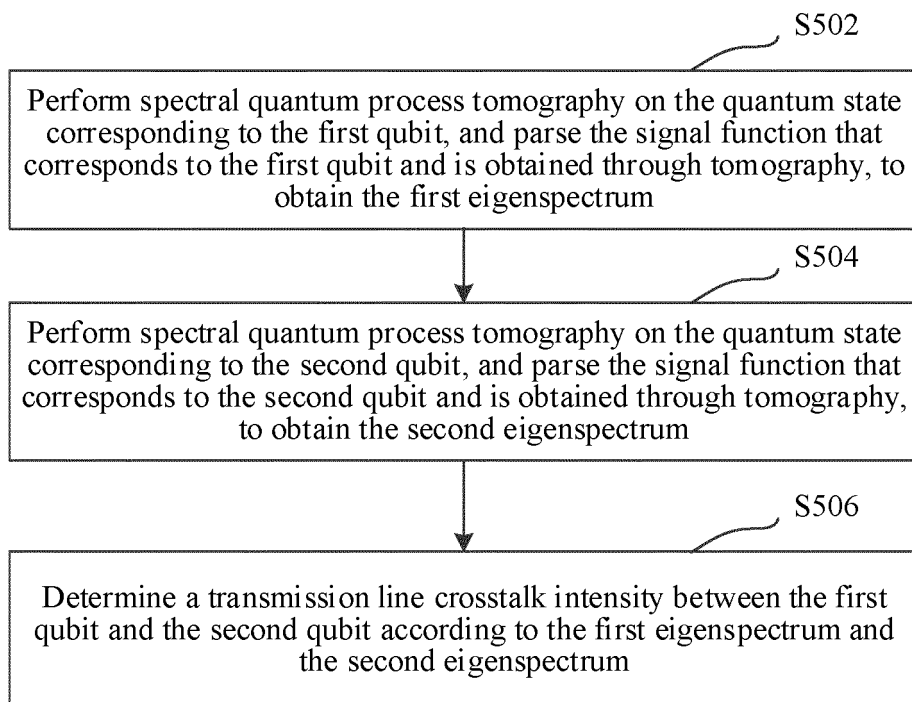 S502
Perform spectral quantum process tomography on the quantum state
corresponding to the first qubit, and parse the signal function that
corresponds to the first qubit and is obtained through tomography, to
obtain the first eigenspectrum
S504
Perform spectral quantum process tomography on the quantum state
corresponding to the second qubit, and parse the signal function that
corresponds to the second qubit and is obtained through tomography,
to obtain the second eigenspectrum
S506
Determine a transmission line crosstalk intensity between the first
qubit and the second qubit according to the first eigenspectrum and
the second eigenspectrum